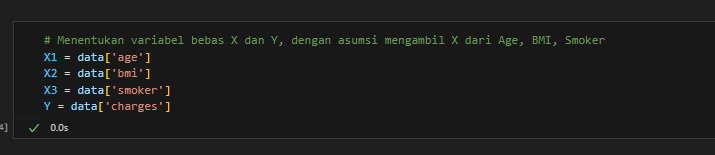 # Menentukan variabel bebas X dan Y, dengan asumsi mengambil X dari Age, BMI, Smoker
X1 = data['age']
X2 = data['bmi']
X3 = data['smoker']
Y = data['charges']
4]
0.0s